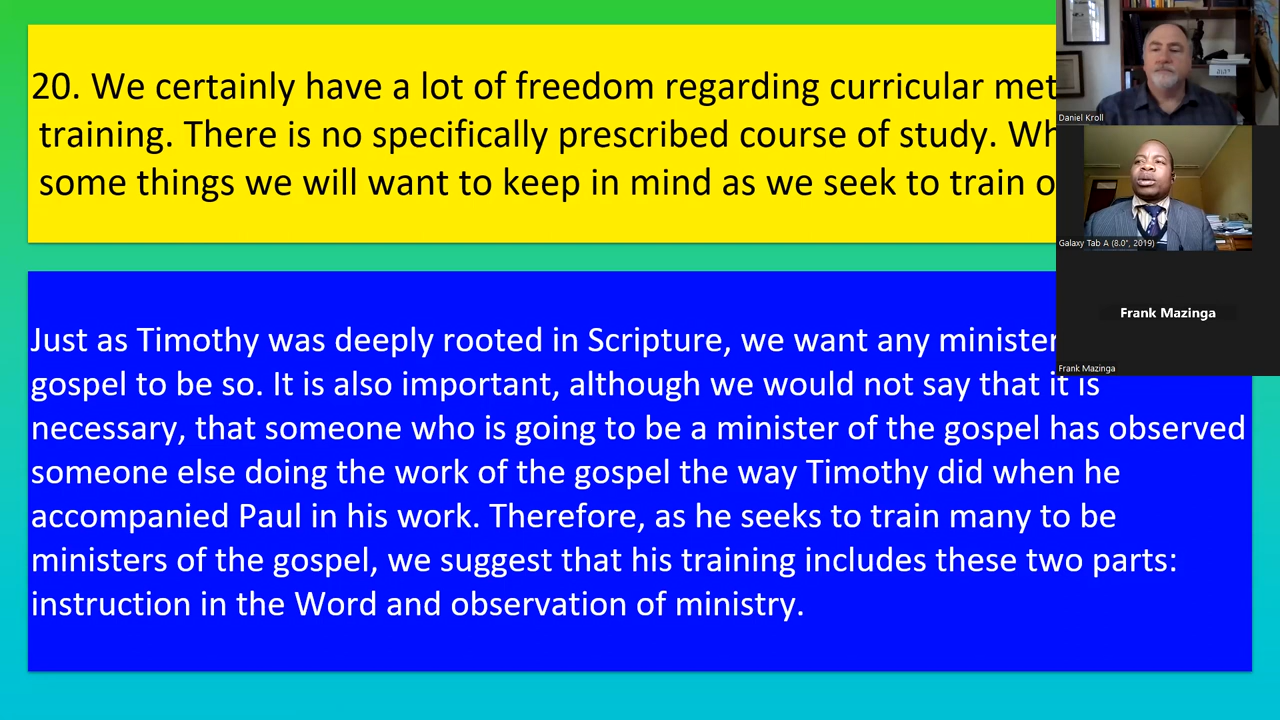 20. We certainly have a lot of freedom regarding curricular
training. There is no specifically prescribed course of study.
some things we will want to keep in mind as we seek to train
Just as Timothy was deeply rooted in Scripture, we want any minister
gospel to be so. It is also important, although we would not say that it is
necessary, that someone who is going to be a minister of the gospel has observed
someone else doing the work of the gospel the way Timothy did when he
accompanied Paul in his work. Therefore, as he seeks to train many to be
ministers of the gospel, we suggest that his training includes these two parts:
instruction in the Word and observation of ministry.
Daniel Kroll
Galaxy Tab A (8.0", 2019)
Frank Mazinga
Frank Mazinga